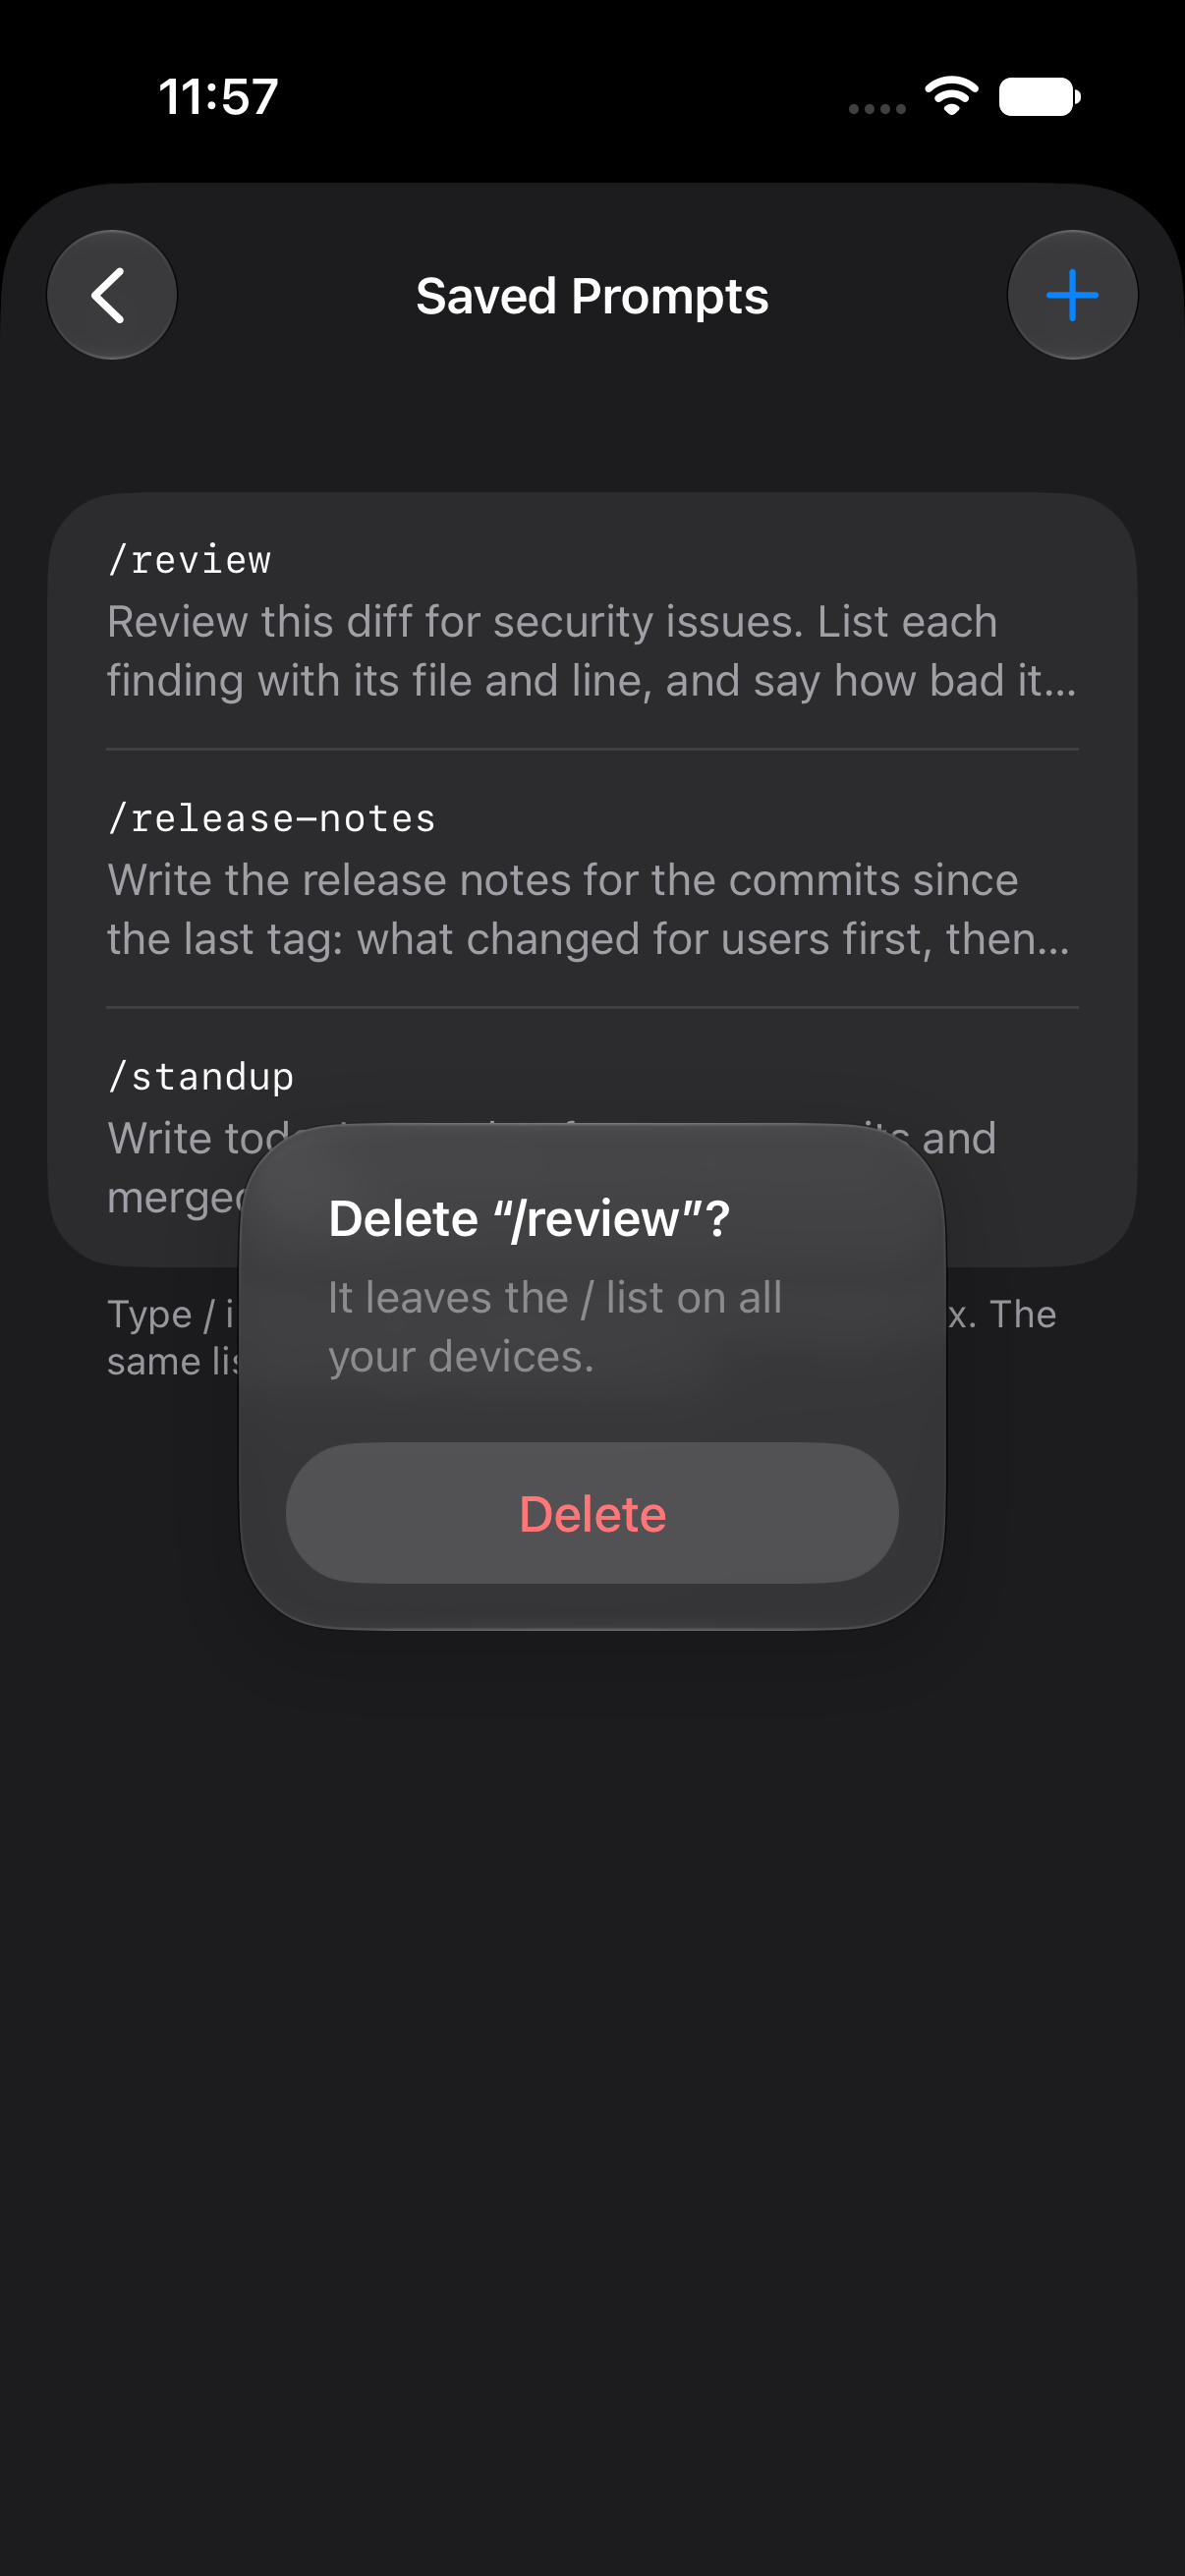 11:57
Saved Prompts
/review
Review this diff for security issues. List each
finding with its file and line, and say how bad it...
/release-notes
Write the release notes for the commits since
the last tag: what changed for users first, then...
/standup
Write and
merged
Delete “/review”?
It leaves the / list on all
your devices.
Type / x. The
same
Delete